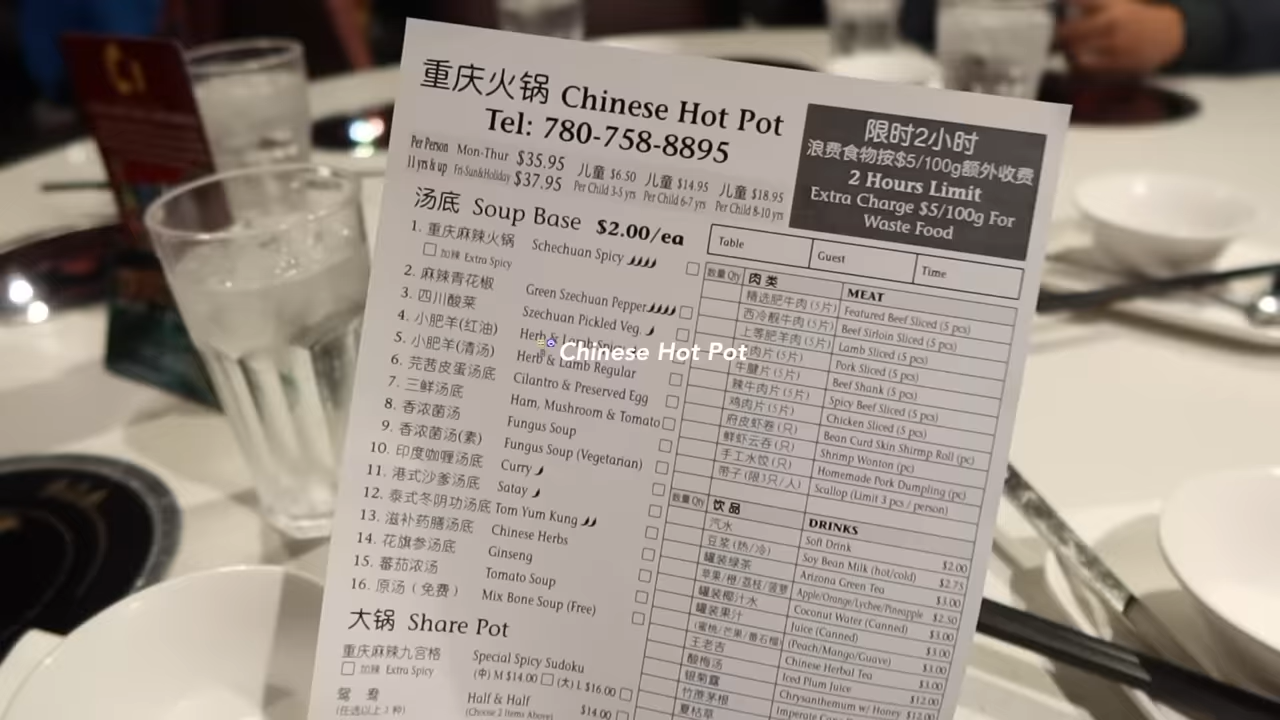 重庆火锅 Chinese Hot Pot
Tel: 780-758-8895
Per Person Mon-Thur $35.95 儿童 $6.50 儿童 $14.95 儿童 $18.95
11 yrs & up Fri-Sun&Holiday $37.95 Per Child 3-5 yrs Per Child 6-7 yrs Per Child 8-10 yrs
限时2小时
浪费食物按$5/100g额外收费
2 Hours Limit
Extra Charge $5/100g For
Waste Food
汤底 Soup Base $2.00/ea
1. 重庆麻辣火锅 Schechuan Spicy
加辣 Extra Spicy
2. 麻辣青花椒 Green Szechuan Pepper
3. 四川酸菜 Szechuan Pickled Veg.
4. 小肥羊(红油) Herb & Lamb
5. 小肥羊(清汤) Herb & Lamb Regular
6. 芫茜皮蛋汤底 Cilantro & Preserved Egg
7. 三鲜汤底 Ham, Mushroom & Tomato
8. 香浓菌汤 Fungus Soup
9. 香浓菌汤(素) Fungus Soup (Vegetarian)
10. 印度咖喱汤底 Curry
11. 港式沙爹汤底 Satay
12. 泰式冬阴功汤底 Tom Yum Kung
13. 滋补药膳汤底 Chinese Herbs
14. 花旗参汤底 Ginseng
15. 蕃茄浓汤 Tomato Soup
16. 原汤（免费） Mix Bone Soup (Free)
大锅 Share Pot
重庆麻辣九宫格 Special Spicy Sudoku
加辣 Extra Spicy (中) M $14.00 (大) L $16.00
鸳鸯 Half & Half $14.00
(任选以上2种) (Choose 2 Items Above)
Table Guest Time
数量 Qty 肉类 MEAT
精选肥牛肉 (5片) Featured Beef Sliced (5 pcs)
西冷靓牛肉 (5片) Beef Sirloin Sliced (5 pcs)
上等肥羊肉 (5片) Lamb Sliced (5 pcs)
肉片 (5片) Pork Sliced (5 pcs)
牛腱片 (5片) Beef Shank (5 pcs)
辣牛肉片 (5片) Spicy Beef Sliced (5 pcs)
鸡肉片 (5片) Chicken Sliced (5 pcs)
府皮虾卷 (只) Bean Curd Skin Shirmp Roll (pc)
鲜虾云吞 (只) Shrimp Wonton (pc)
手工水饺 (只) Homemade Pork Dumpling (pc)
带子 (限3只/人) Scallop (Limit 3 pcs / person)
数量 Qty 饮品 DRINKS
汽水 Soft Drink $2.00
豆浆 (热/冷) Soy Bean Milk (hot/cold) $2.75
罐装绿茶 Arizona Green Tea $3.00
苹果/橙/荔枝/菠萝 Apple/Orange/Lychee/Pineapple $2.50
罐装椰汁水 Coconut Water (Canned) $3.00
罐装果汁 Juice (Canned) $3.00
(蜜桃/芒果/番石榴) (Peach/Mango/Guave) $3.00
王老吉 Chinese Herbal Tea $3.00
酸梅汤 Iced Plum Juice $12.00
银菊露 Chrysanthemum w/ Honey $12.00
竹蔗茅根 Imperate Cane
夏枯草
Chinese Hot Pot